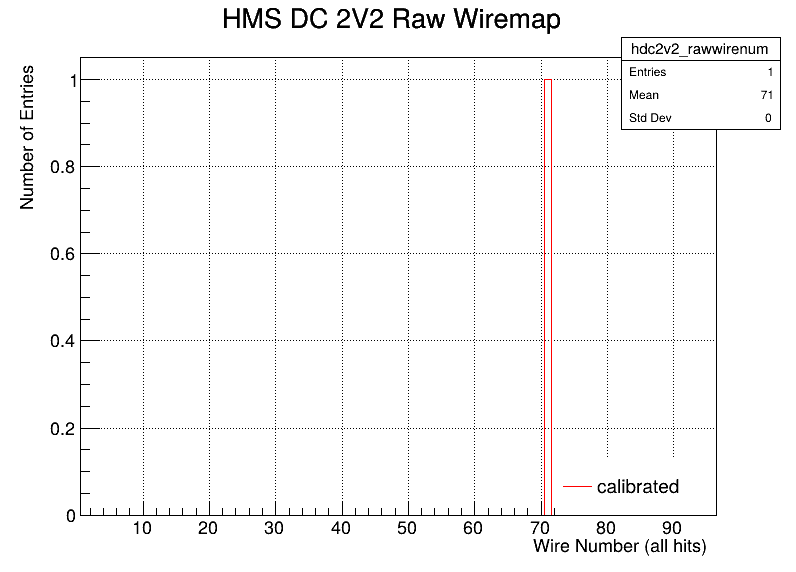 HMS DC 2V2 Raw Wiremap
hdc2v2_rawwirenum
Entries 1
Mean 71
Std Dev 0
Number of Entries
1
0.8
0.6
0.4
0.2
0
calibrated
10 20 30 40 50 60 70 80 90
Wire Number (all hits)